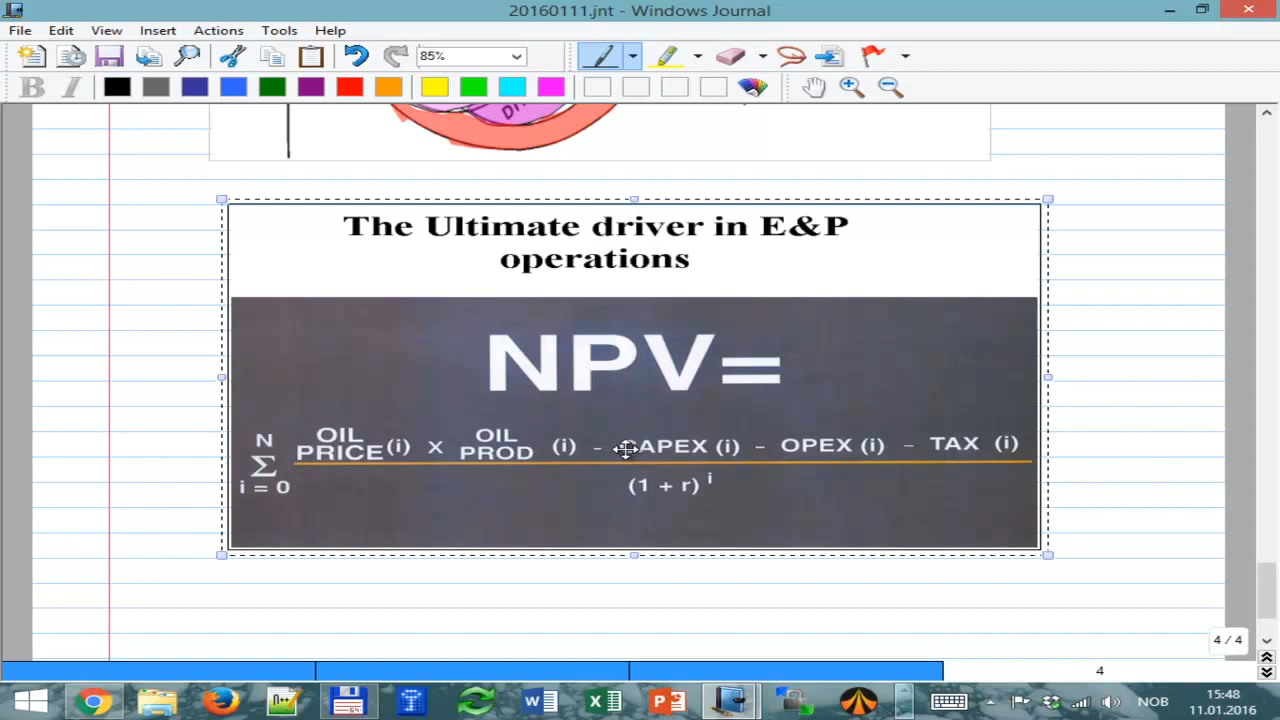 20160111.jnt - Windows Journal
File Edit View Insert Actions Tools Help
85%
B I
The Ultimate driver in E&P
operations
NPV=
N
Σ
i = 0
OIL
PRICE (i) X OIL
PROD (i) - APEX (i) - OPEX (i) - TAX (i)
(1 + r) i
4 / 4
4
NOB
15:48
11.01.2016